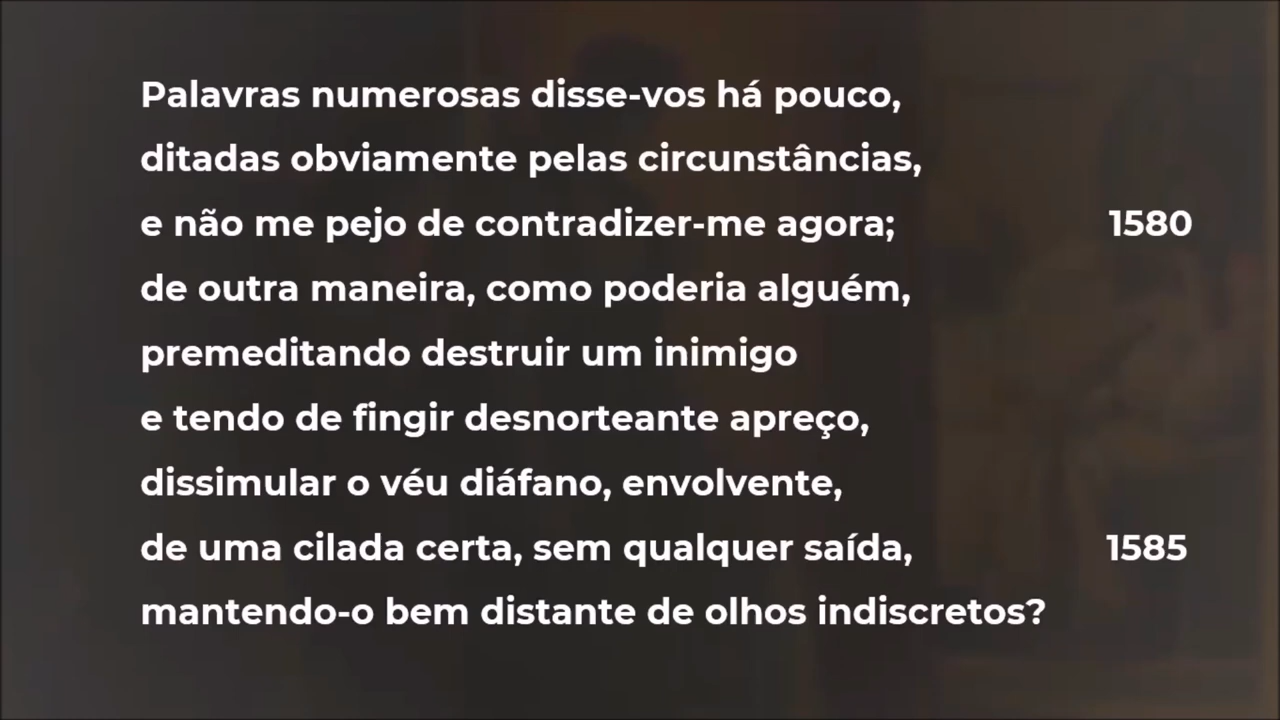 Palavras numerosas disse-vos há pouco,
ditadas obviamente pelas circunstâncias,
e não me pejo de contradizer-me agora; 1580
de outra maneira, como poderia alguém,
premeditando destruir um inimigo
e tendo de fingir desnorteante apreço,
dissimular o véu diáfano, envolvente,
de uma cilada certa, sem qualquer saída, 1585
mantendo-o bem distante de olhos indiscretos?